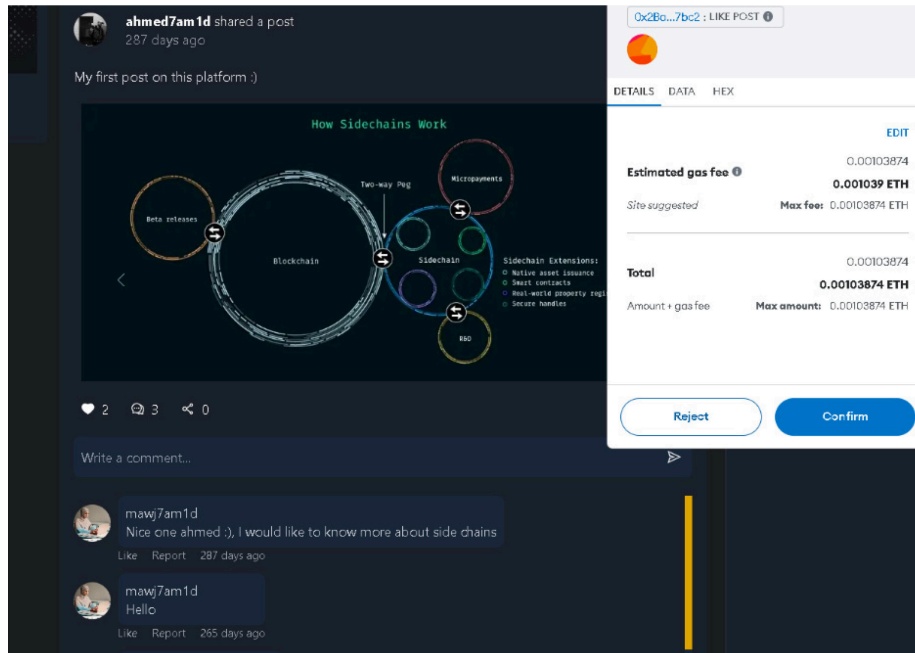 ahmed7am1d shared a post
287 days ago
My first post on this platform :)
How Sidechains Work
Beta releases
Blockchain
Two-way Peg
Micropayments
Sidechain
Sidechain Extensions:
Native asset issuance
Smart contracts
Real-world property regi
Secure handles
R&D
2
3
0
Write a comment...
mawj7am1d
Nice one ahmed :), I would like to know more about side chains
Like Report 287 days ago
mawj7am1d
Hello
Like Report 265 days ago
0x2Ba...7bc2 : LIKE POST
DETAILS DATA HEX
EDIT
0.00103874
Estimated gas fee
0.001039 ETH
Site suggested
Max fee: 0.00103874 ETH
0.00103874
Total
0.00103874 ETH
Amount + gas fee
Max amount: 0.00103874 ETH
Reject
Confirm